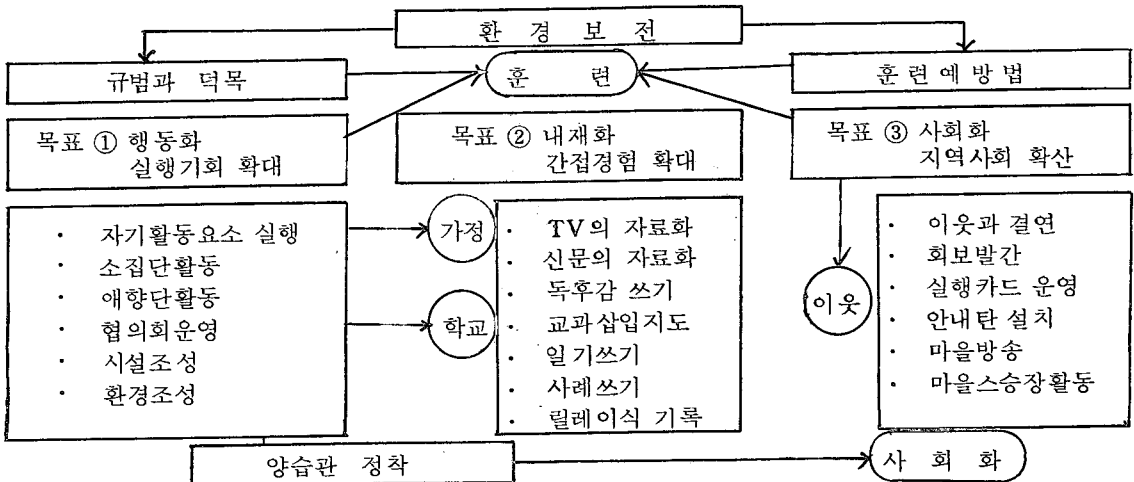 환 경 보 전
규범과 덕목
훈 련
훈련예방법
목표 ① 행동화
실행기회 확대
목표 ② 내재화
간접경험 확대
목표 ③ 사회화
지역사회 확산
· 자기활동요소 실행
· 소집단활동
· 애향단활동
· 협의회운영
· 시설조성
· 환경조성
가정
학교
· TV의 자료화
· 신문의 자료화
· 독후감 쓰기
· 교과삽입지도
· 일기쓰기
· 사례쓰기
· 릴레이식 기록
이웃
· 이웃과 결연
· 회보발간
· 실행카드 운영
· 안내탄 설치
· 마을방송
· 마을스승장활동
양습관 정착
사 회 화